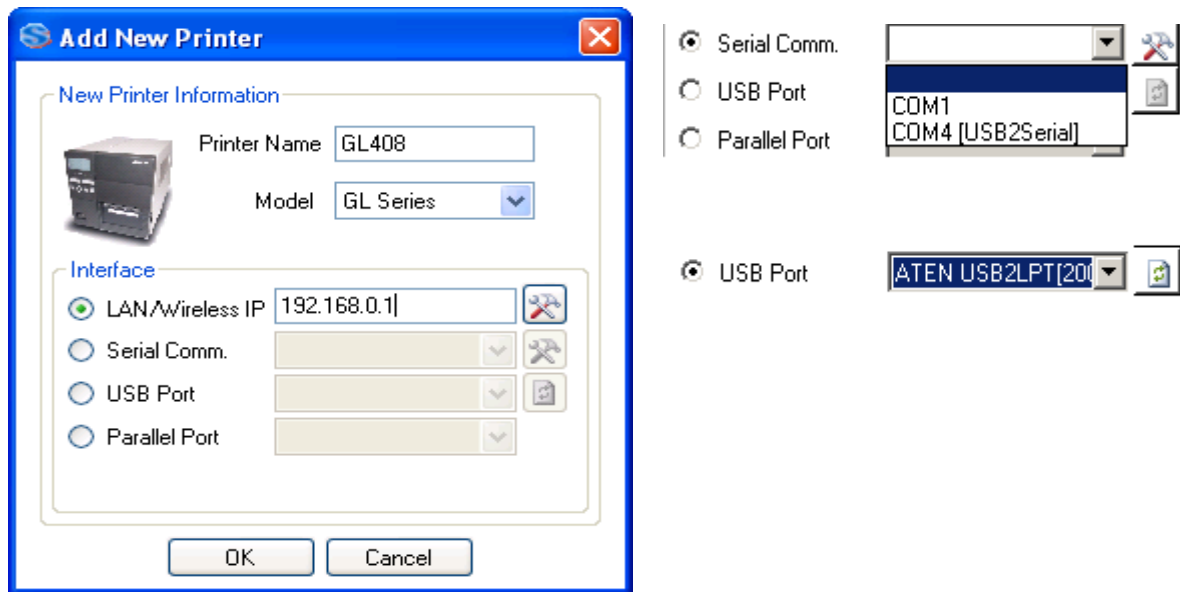 Add New Printer
New Printer Information
Printer Name GL408
Model GL Series
Interface
LAN/Wireless IP 192.168.0.1
Serial Comm.
USB Port
Parallel Port
OK Cancel
Serial Comm.
USB Port
COM1
COM4 [USB2Serial]
Parallel Port
USB Port ATEN USB2LPT[20